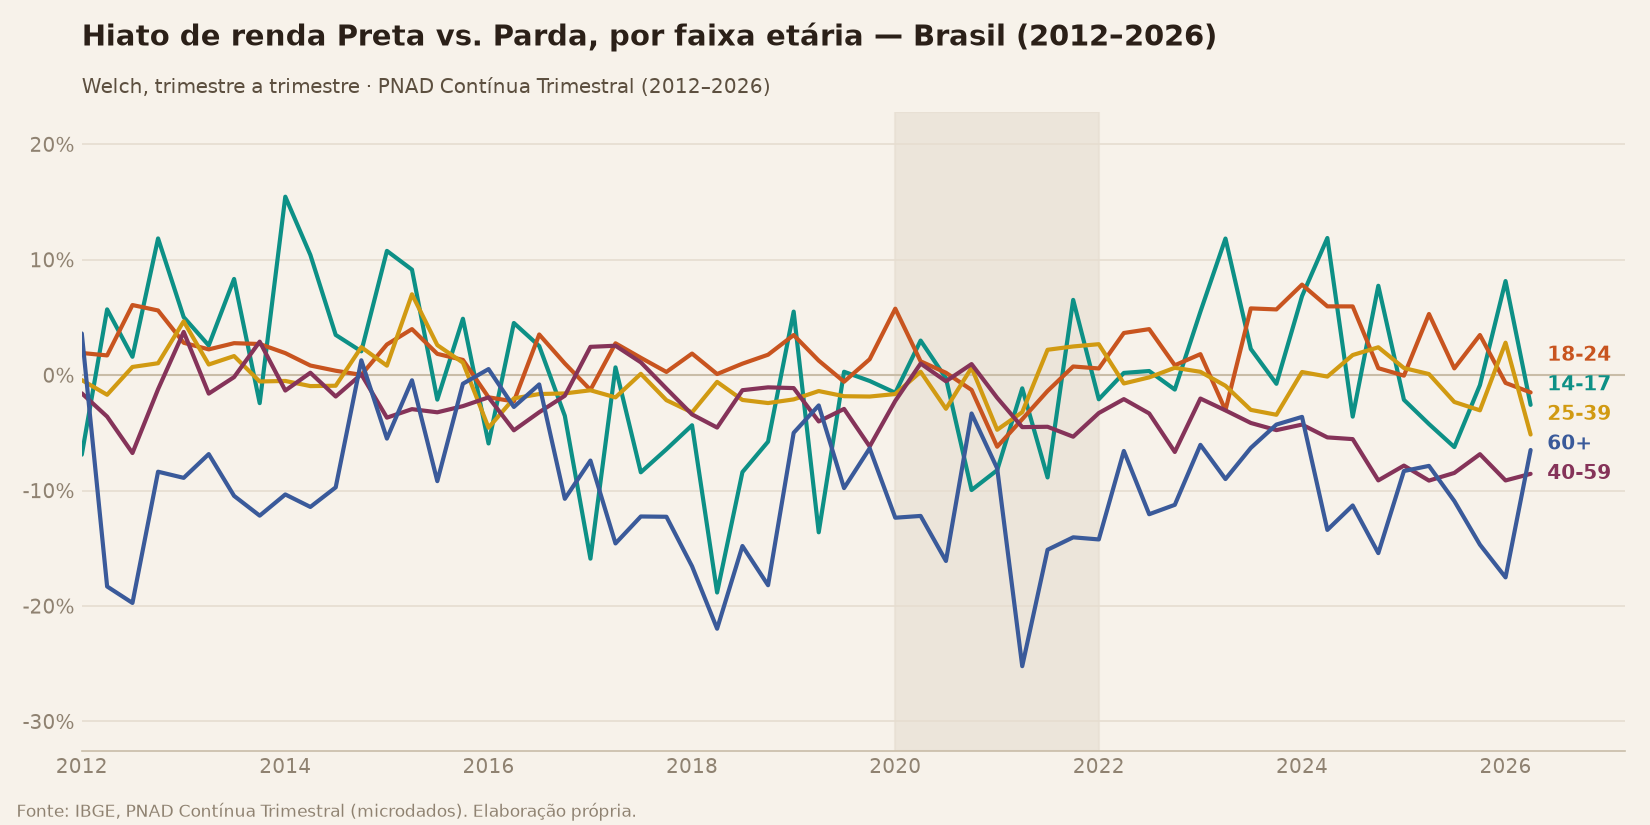 Hiato de renda Preta vs. Parda, por faixa etária — Brasil (2012–2026)
Welch, trimestre a trimestre · PNAD Contínua Trimestral (2012–2026)
20%
10%
0%
-10%
-20%
-30%
18-24
14-17
25-39
60+
40-59
2012 2014 2016 2018 2020 2022 2024 2026
Fonte: IBGE, PNAD Contínua Trimestral (microdados). Elaboração própria.